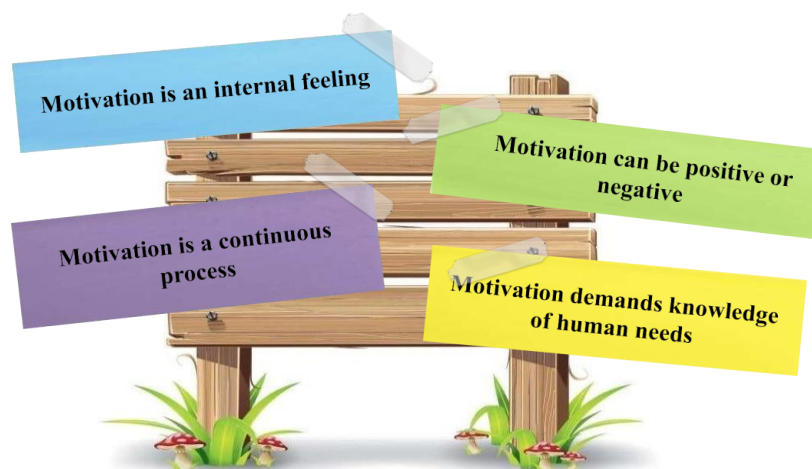 Motivation is an internal feeling
Motivation can be positive or
negative
Motivation is a continuous
process
Motivation demands knowledge
of human needs